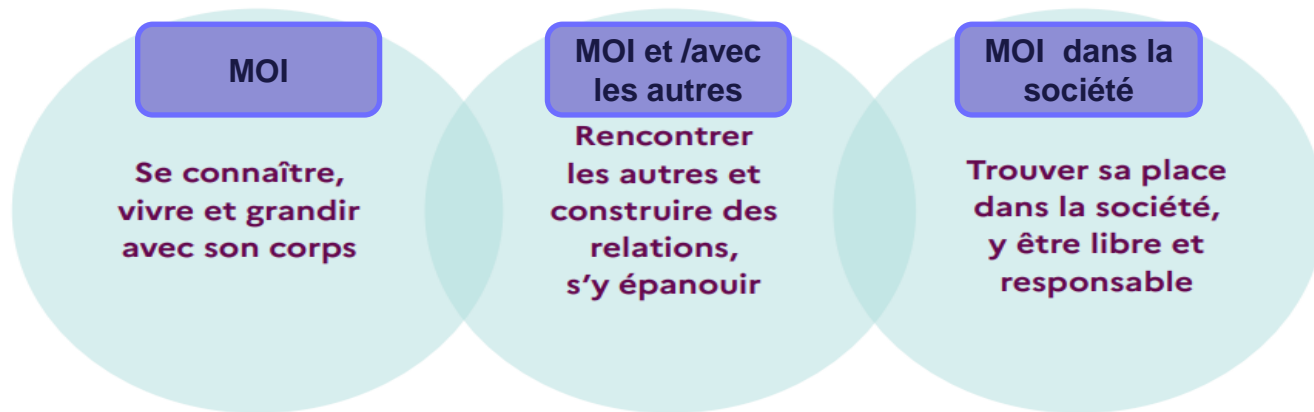 MOI
Se connaître,
vivre et grandir
avec son corps
MOI et /avec
les autres
Rencontrer
les autres et
construire des
relations,
s'y épanouir
MOI dans la
société
Trouver sa place
dans la société,
y être libre et
responsable